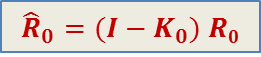 R̂₀ = (I − K₀) R₀